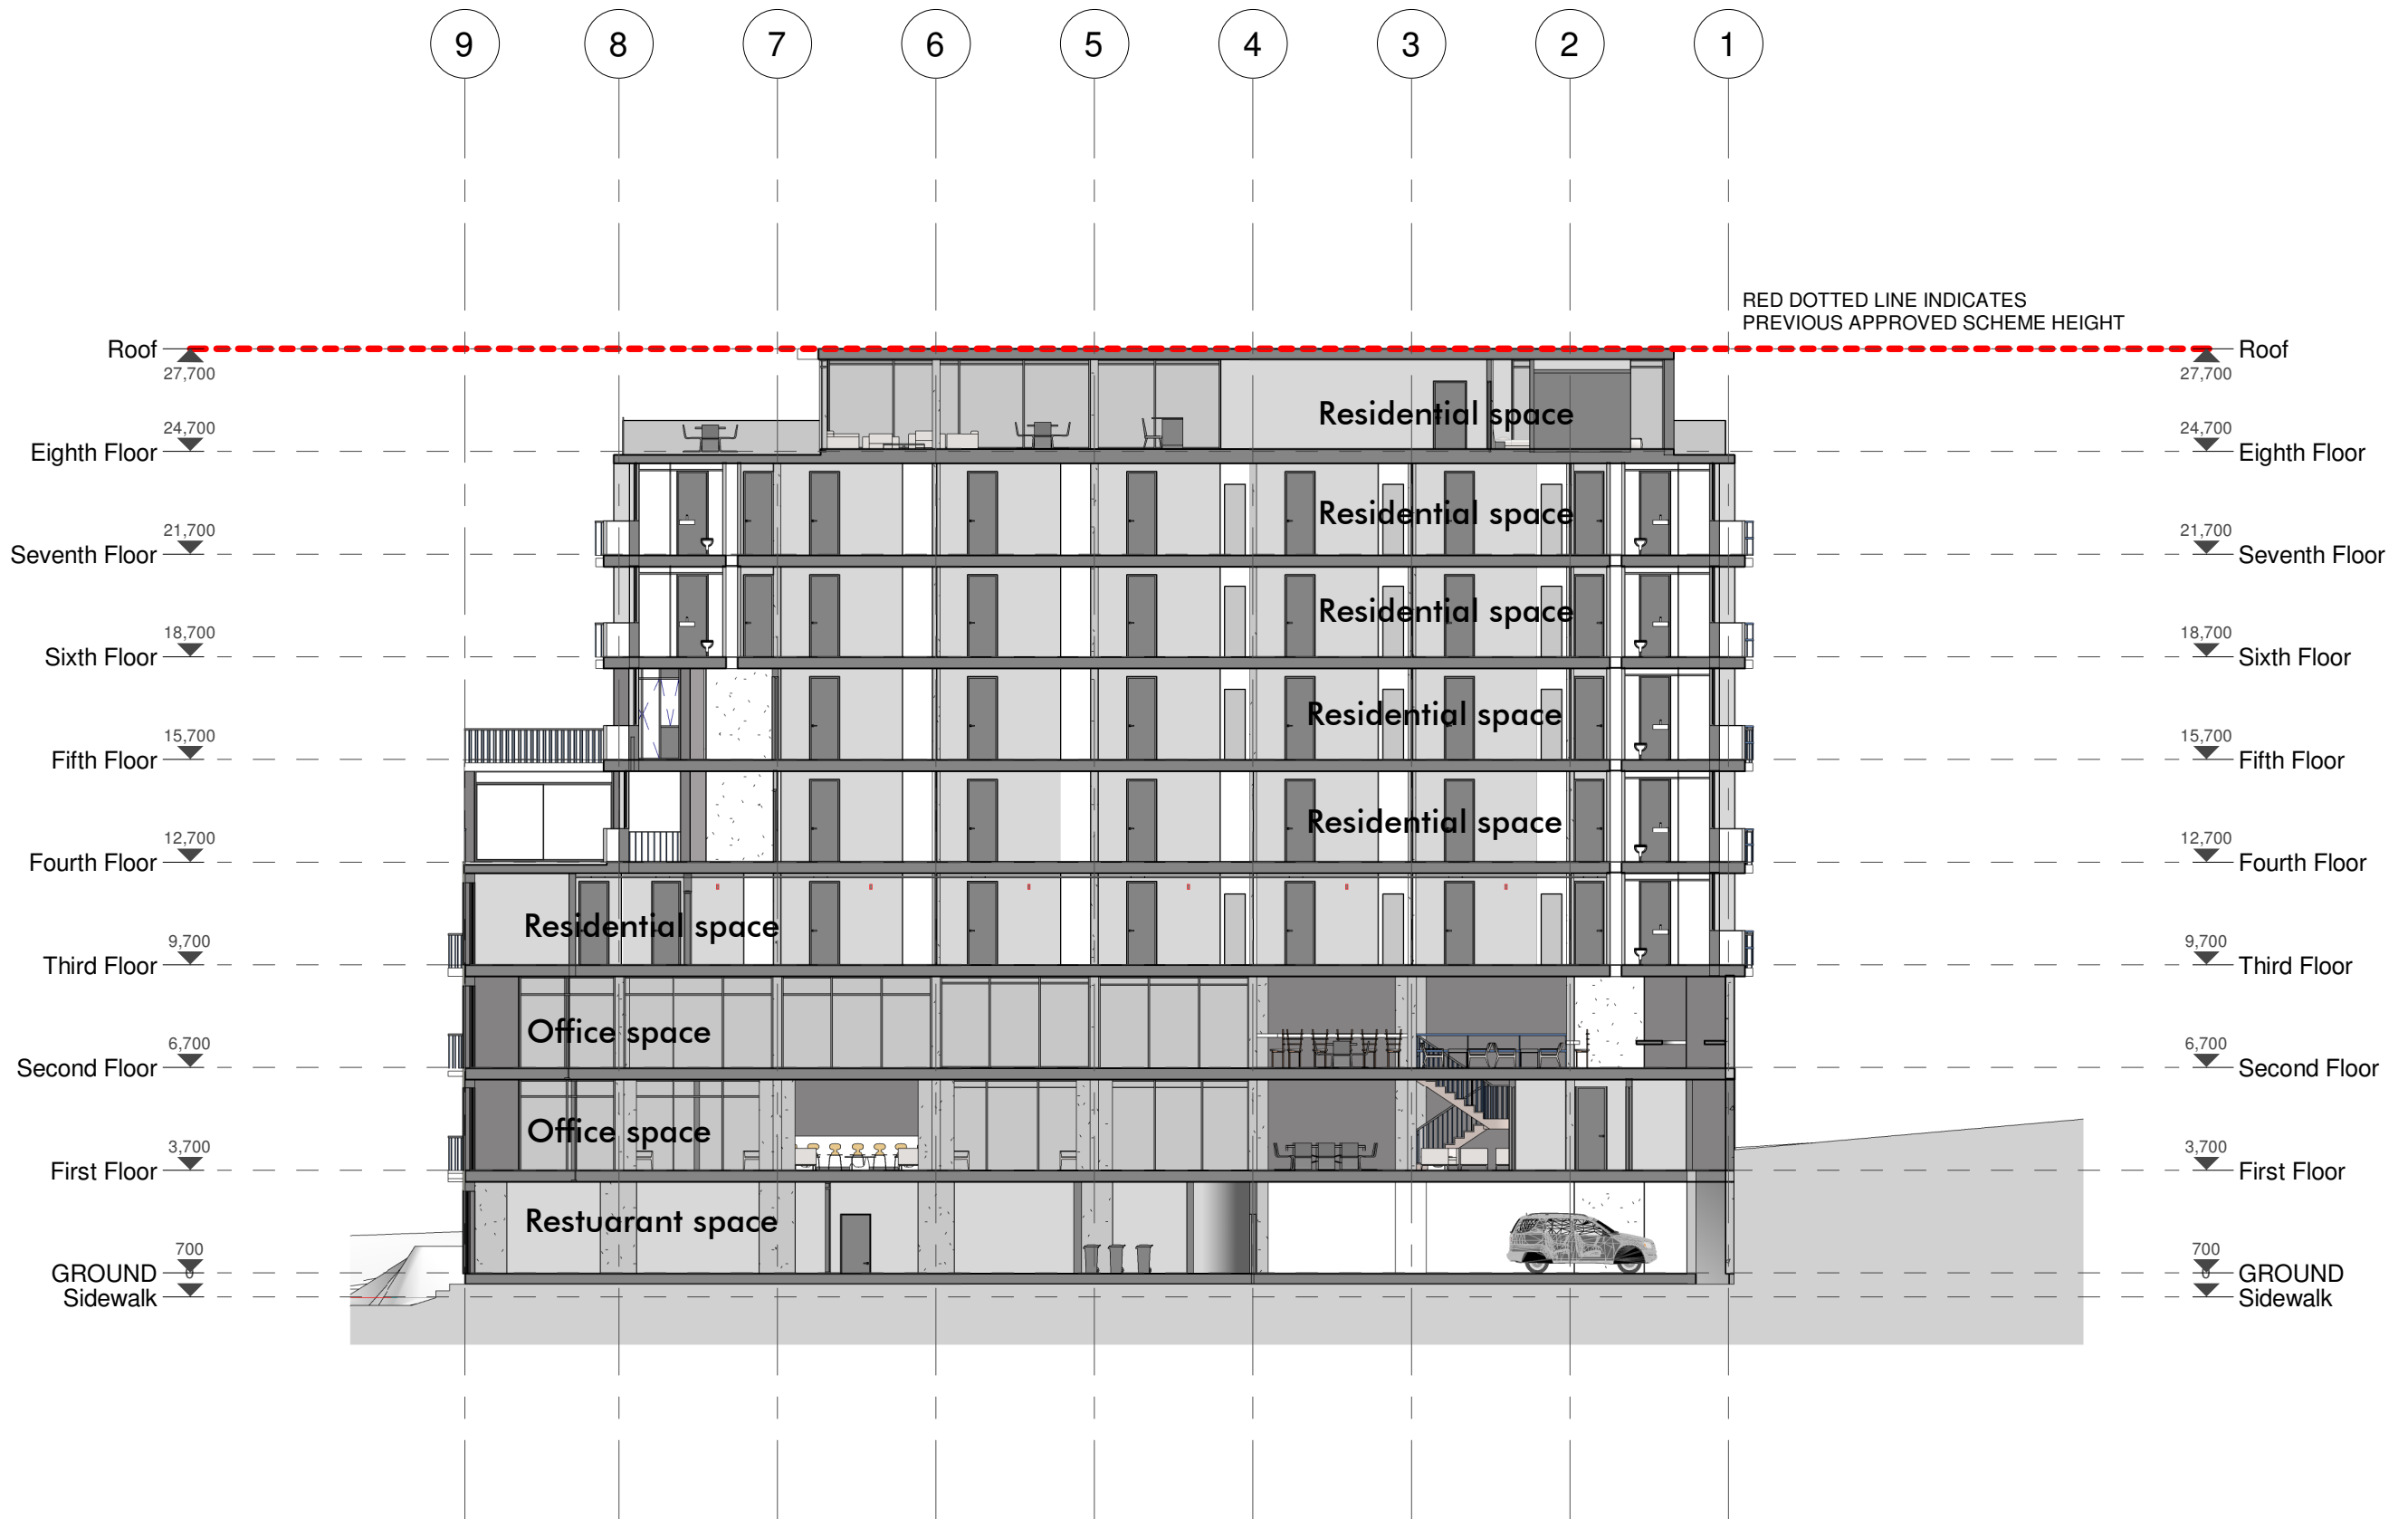 9 8 7 6 5 4 3 2 1
RED DOTTED LINE INDICATES
PREVIOUS APPROVED SCHEME HEIGHT
Roof
27,700
Roof
27,700
Residential space
24,700
Eighth Floor
24,700
Eighth Floor
Residential space
21,700
Seventh Floor
21,700
Seventh Floor
Residential space
18,700
Sixth Floor
18,700
Sixth Floor
Residential space
15,700
Fifth Floor
15,700
Fifth Floor
Residential space
12,700
Fourth Floor
12,700
Fourth Floor
Residential space
9,700
Third Floor
9,700
Third Floor
Office space
6,700
Second Floor
6,700
Second Floor
Office space
3,700
First Floor
3,700
First Floor
Restuarant space
700
GROUND
0
Sidewalk
700
GROUND
0
Sidewalk